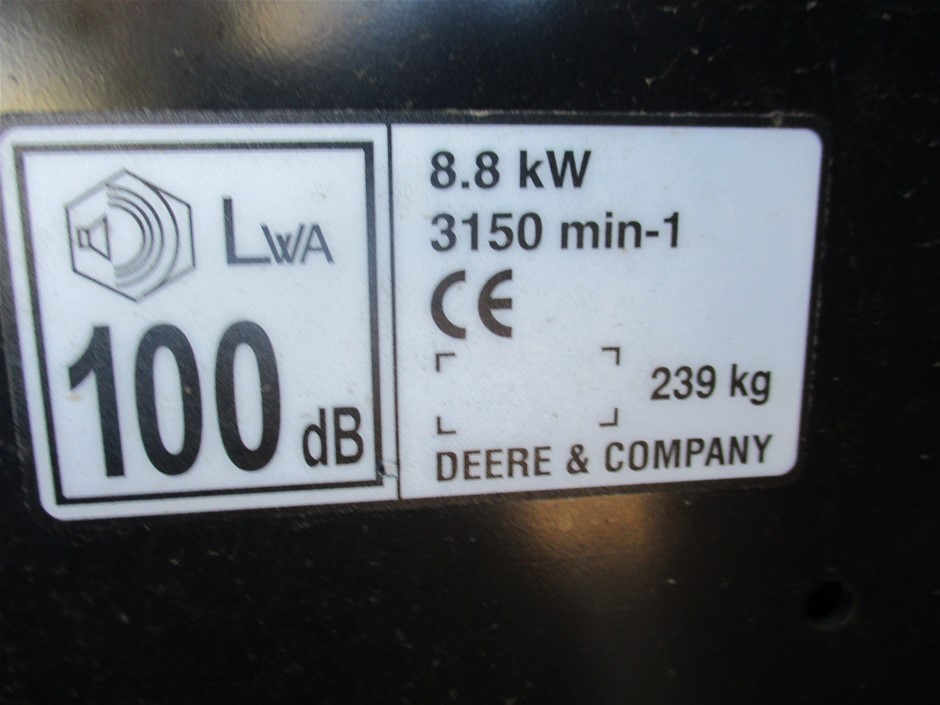 LWA
100 dB
8.8 kW
3150 min-1
CE
239 kg
DEERE & COMPANY